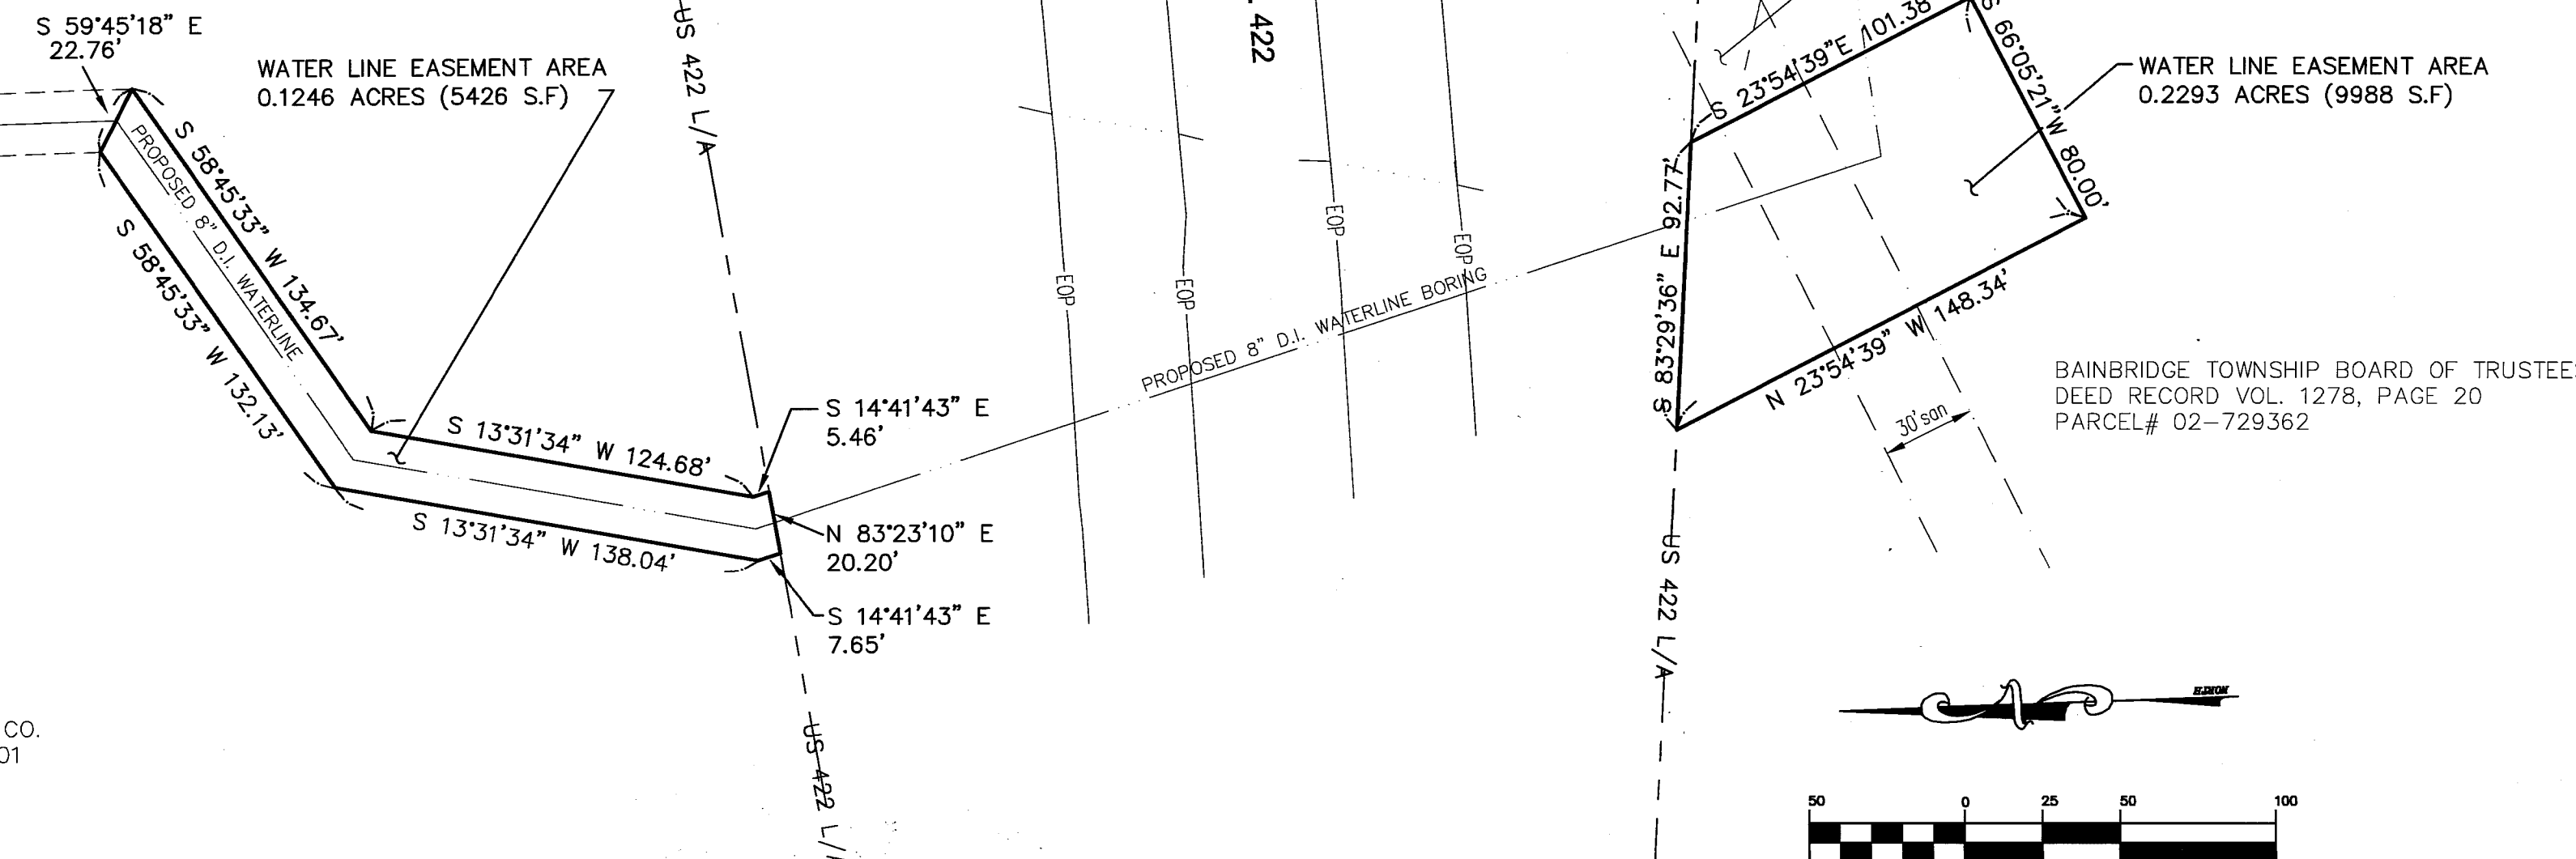 S 59°45'18" E
22.76'
WATER LINE EASEMENT AREA
0.1246 ACRES (5426 S.F)
US 422 L/A
422
S 23°54'39"E 101.38'
66°05'21"W 80.00'
WATER LINE EASEMENT AREA
0.2293 ACRES (9988 S.F)
PROPOSED 8" D.I. WATERLINE
S 58°45'33" W 134.67'
S 58°45'33" W 132.13'
S 83°29'36" E 92.77'
EOP
EOP
EOP
EOP
PROPOSED 8" D.I. WATERLINE BORING
N 23°54'39" W 148.34'
30'san
BAINBRIDGE TOWNSHIP BOARD OF TRUSTEE
DEED RECORD VOL. 1278, PAGE 20
PARCEL# 02-729362
S 13°31'34" W 124.68'
S 14°41'43" E
5.46'
S 13°31'34" W 138.04'
N 83°23'10" E
20.20'
S 14°41'43" E
7.65'
US 422 L/A
US 422 L/A
CO.
01
50 0 25 50 100